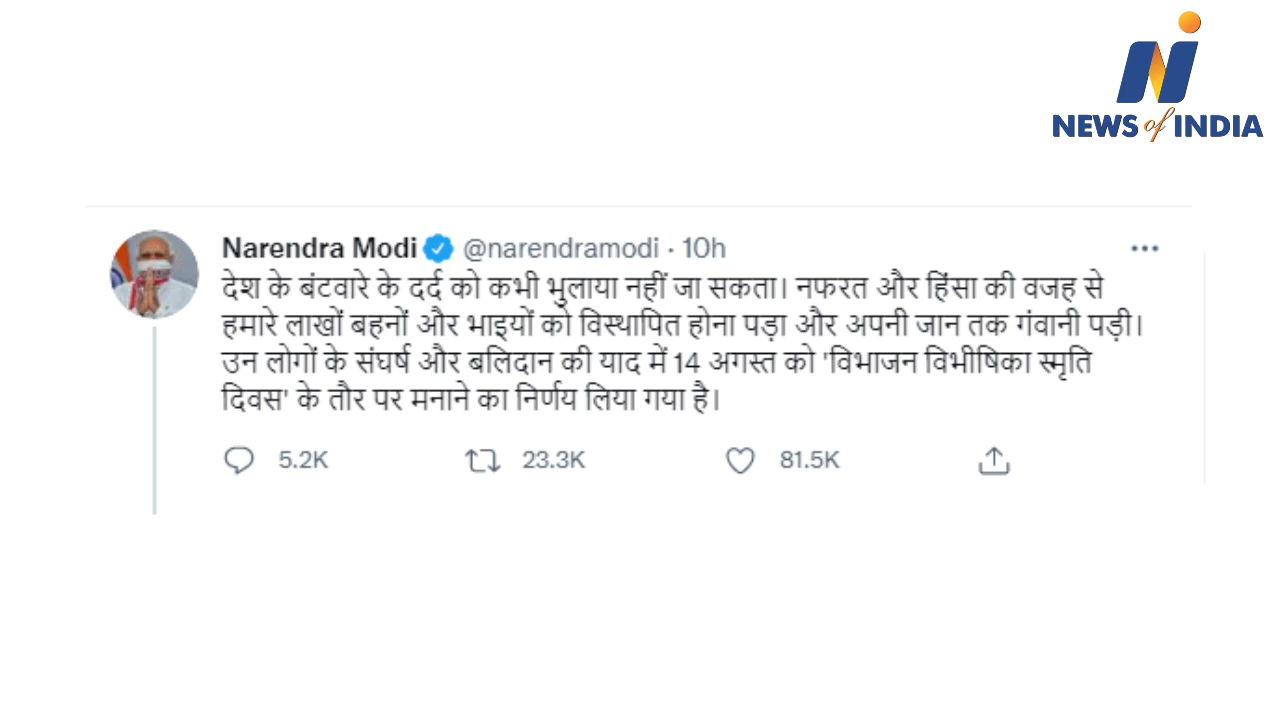 NEWS of INDIA
Narendra Modi @narendramodi · 10h
देश के बंटवारे के दर्द को कभी भुलाया नहीं जा सकता। नफरत और हिंसा की वजह से
हमारे लाखों बहनों और भाइयों को विस्थापित होना पड़ा और अपनी जान तक गंवानी पड़ी।
उन लोगों के संघर्ष और बलिदान की याद में 14 अगस्त को 'विभाजन विभीषिका स्मृति
दिवस' के तौर पर मनाने का निर्णय लिया गया है।
5.2K 23.3K 81.5K